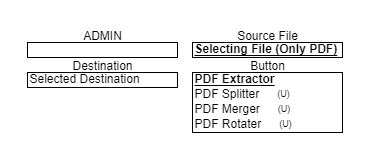 ADMIN
Source File
Selecting File (Only PDF)
Destination
Button
Selected Destination
PDF Extractor
PDF Splitter (U)
PDF Merger (U)
PDF Rotater (U)